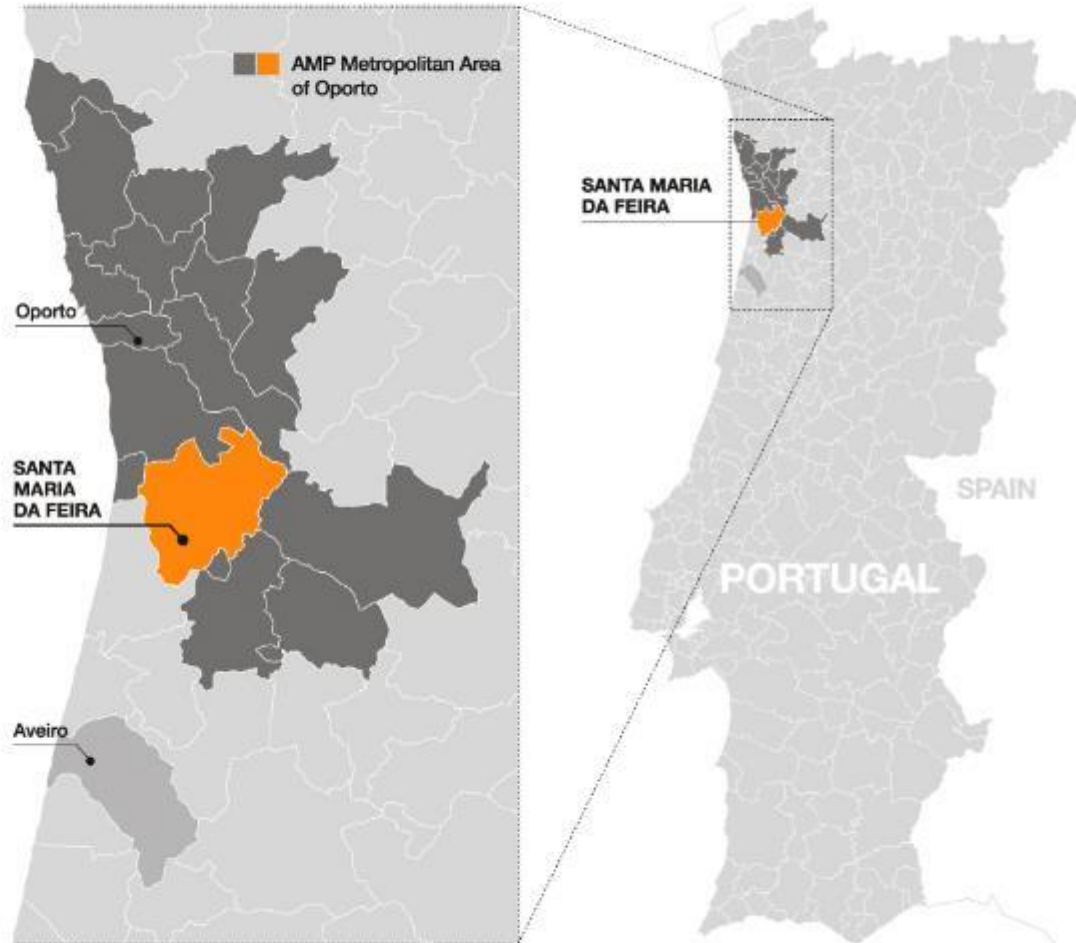 AMP Metropolitan Area
of Oporto
Oporto
SANTA
MARIA
DA FEIRA
Aveiro
SANTA MARIA
DA FEIRA
SPAIN
PORTUGAL